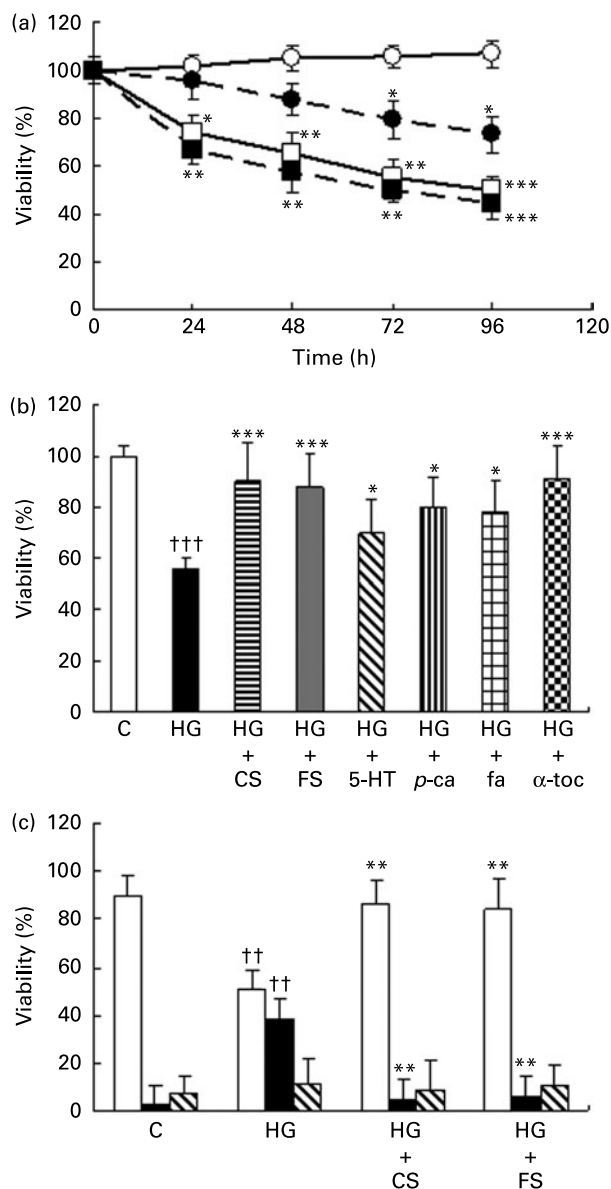 (a)
120
100
80
60
40
20
0
Viability (%)
*
*
*
**
**
***
**
**
**
***
0 24 48 72 96 120
Time (h)
(b)
120
100
80
60
40
20
0
Viability (%)
††† *** *** * * * ***
C HG HG HG HG HG HG HG
+ + + + + +
CS FS 5-HT p-ca fa α-toc
(c)
120
100
80
60
40
20
0
Viability (%)
†† †† ** ** ** **
C HG HG HG
+ +
CS FS